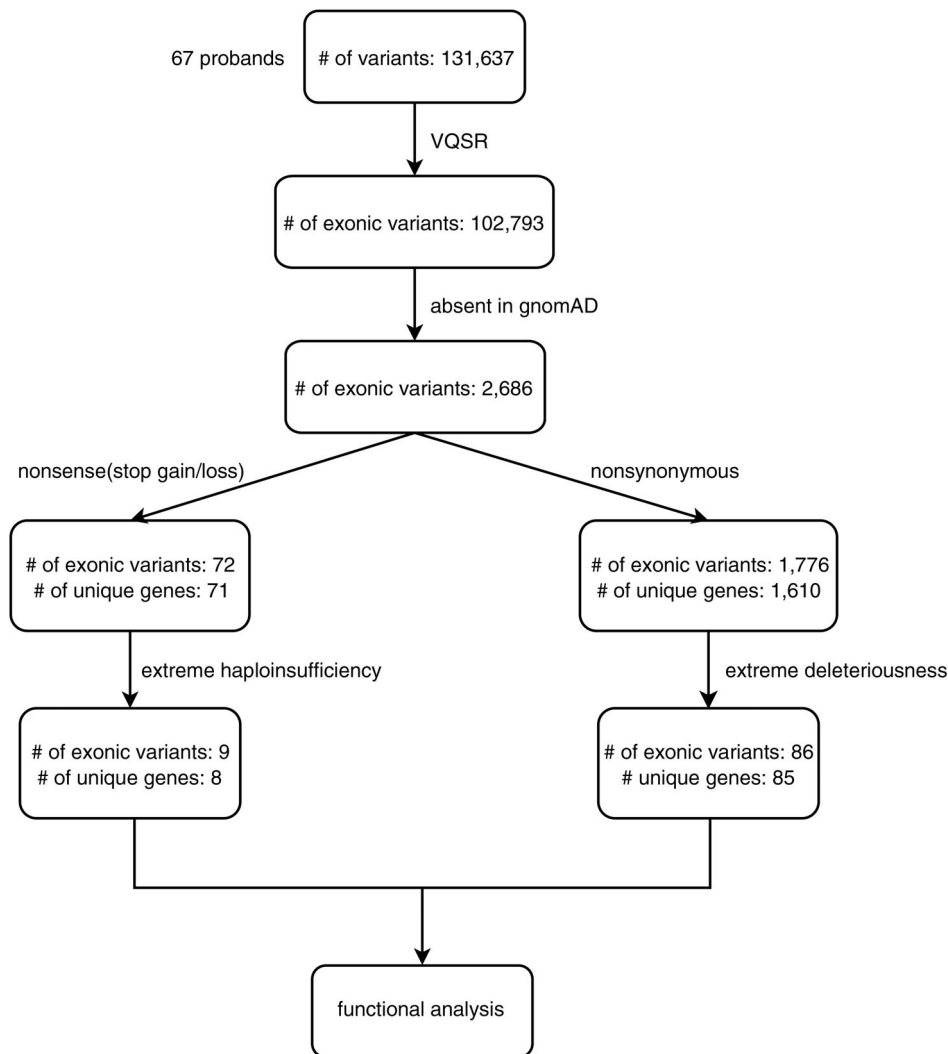 67 probands
# of variants: 131,637
VQSR
# of exonic variants: 102,793
absent in gnomAD
# of exonic variants: 2,686
nonsense(stop gain/loss)
nonsynonymous
# of exonic variants: 72
# of unique genes: 71
# of exonic variants: 1,776
# of unique genes: 1,610
extreme haploinsufficiency
extreme deleteriousness
# of exonic variants: 9
# of unique genes: 8
# of exonic variants: 86
# unique genes: 85
functional analysis